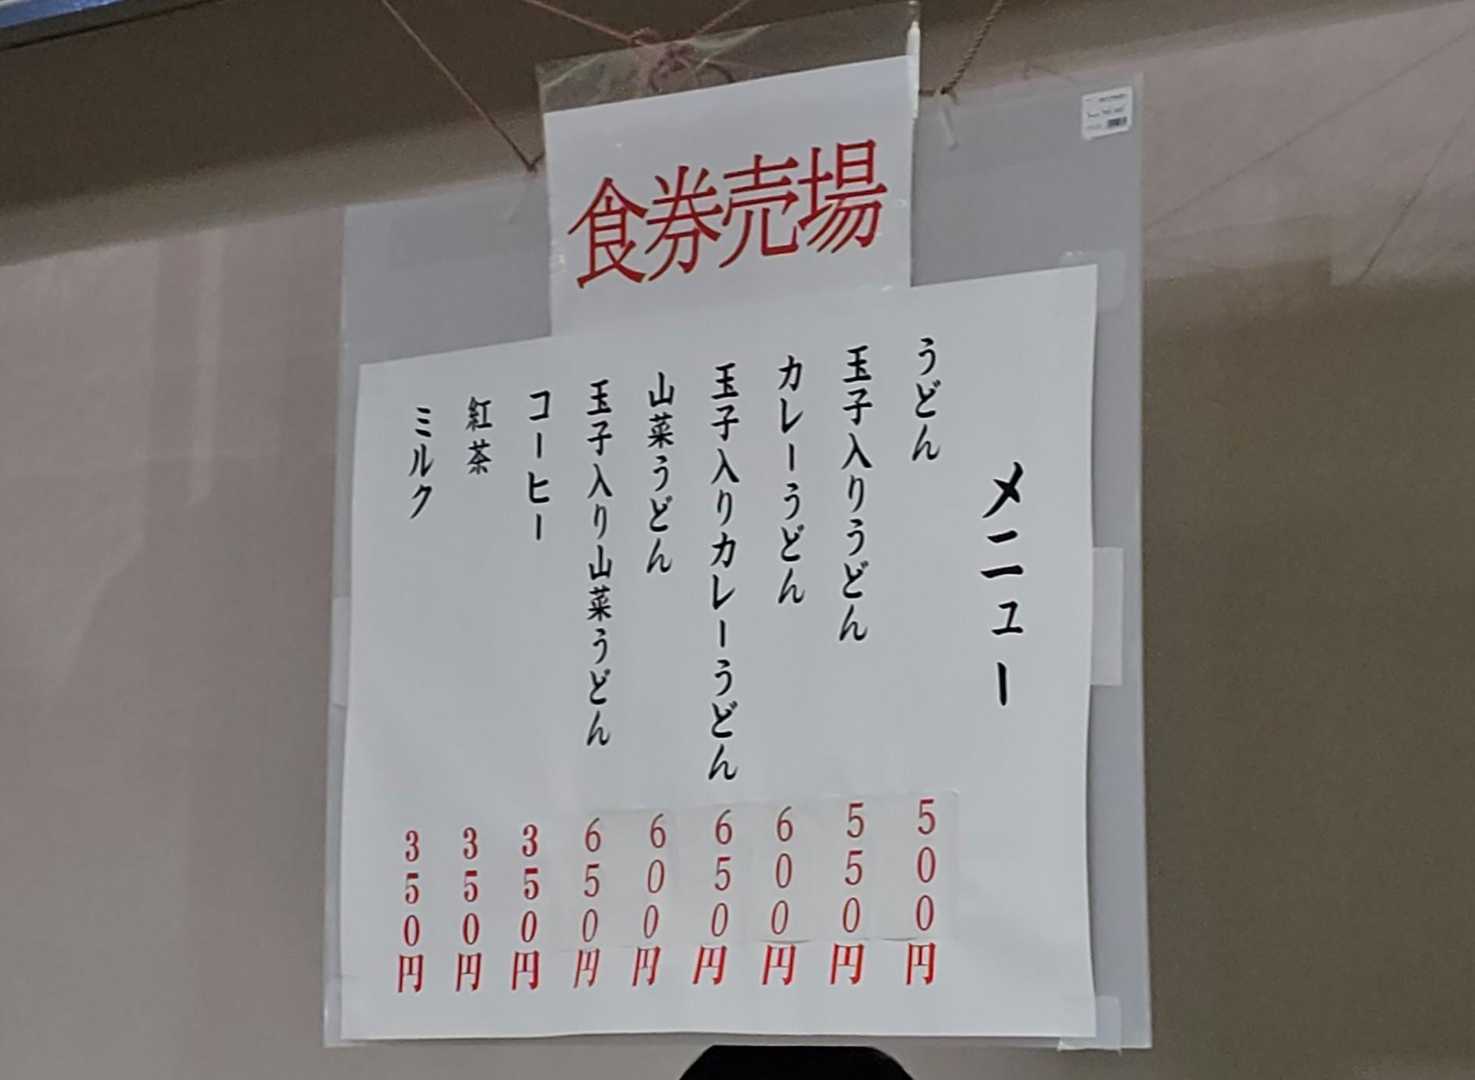 食券売場
メニュー
うどん 500円
玉子入りうどん 550円
カレーうどん 600円
玉子入りカレーうどん 650円
山菜うどん 600円
玉子入り山菜うどん 650円
コーヒー 350円
紅茶 350円
ミルク 350円